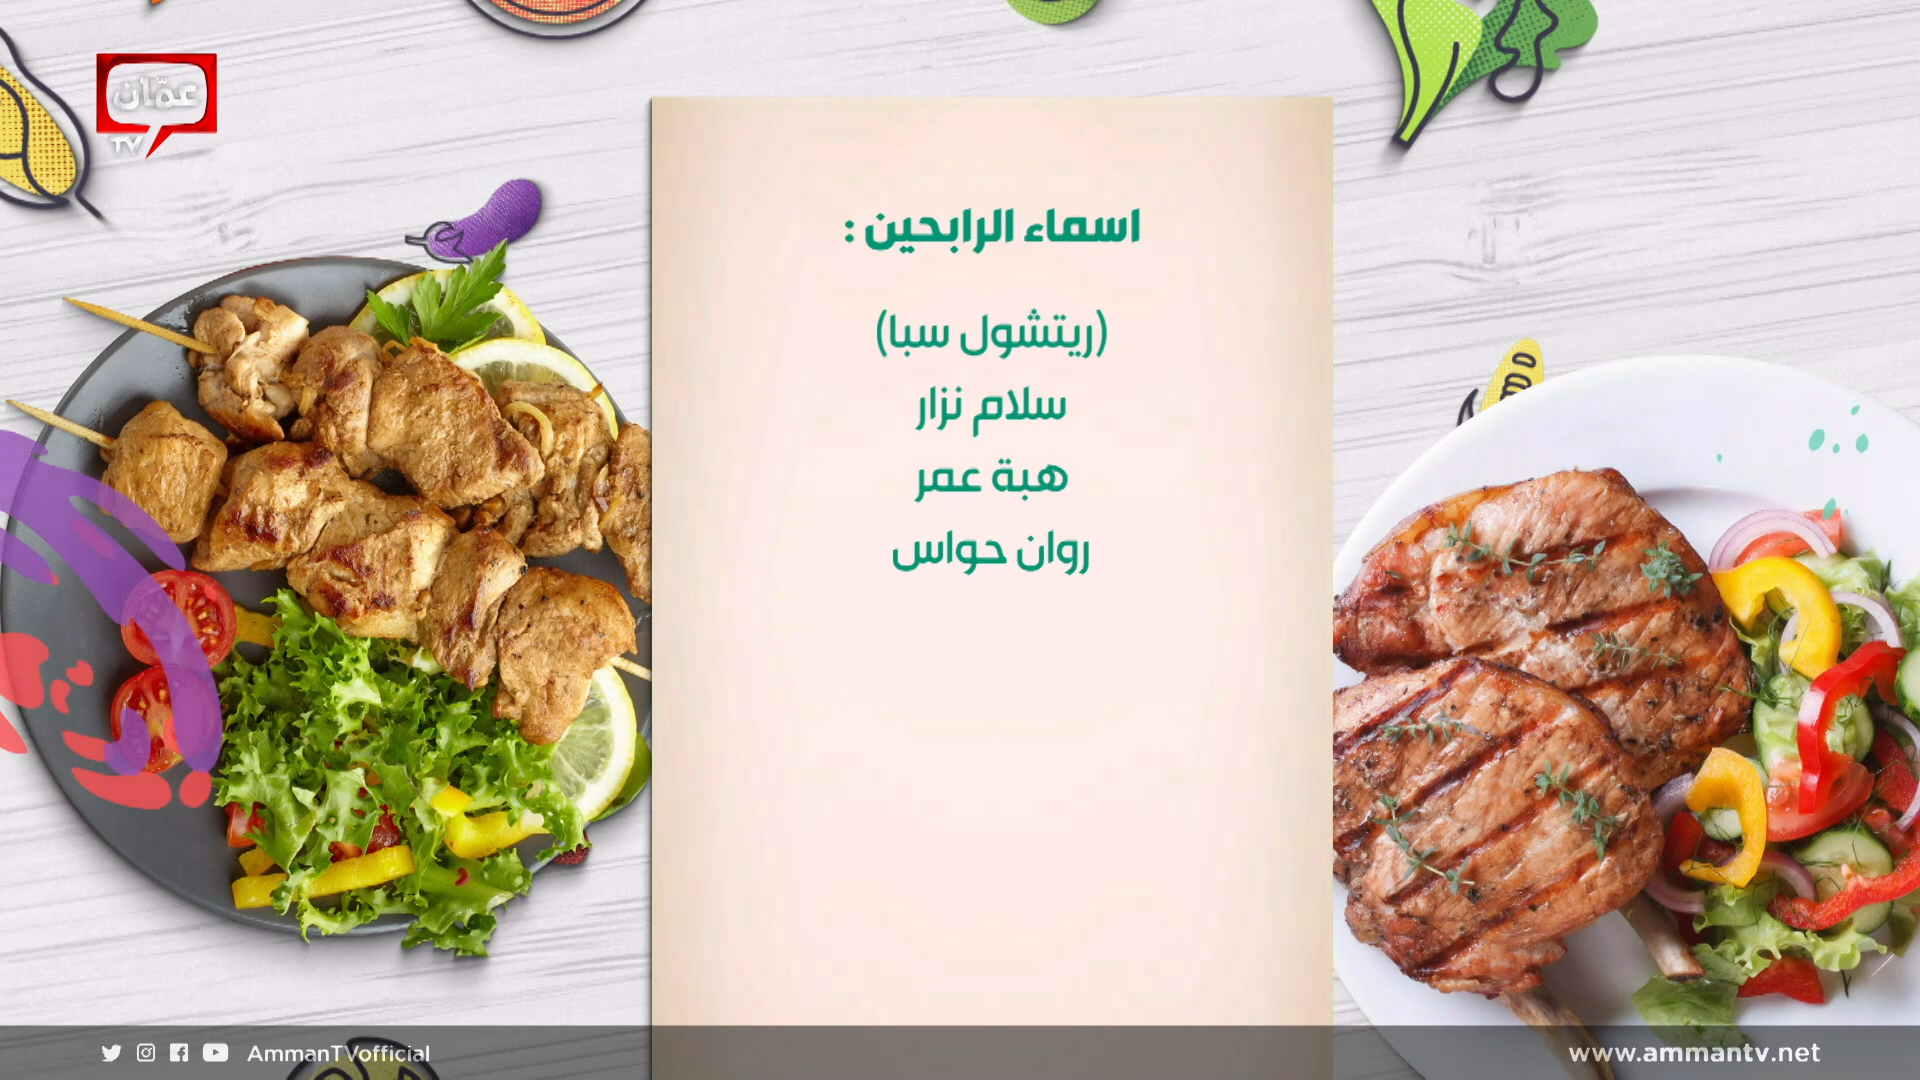 عمّان
TV
اسماء الرابحين :
(ريتشول سبا)
سلام نزار
هبة عمر
روان حواس
AmmanTVofficial
www.ammantv.net